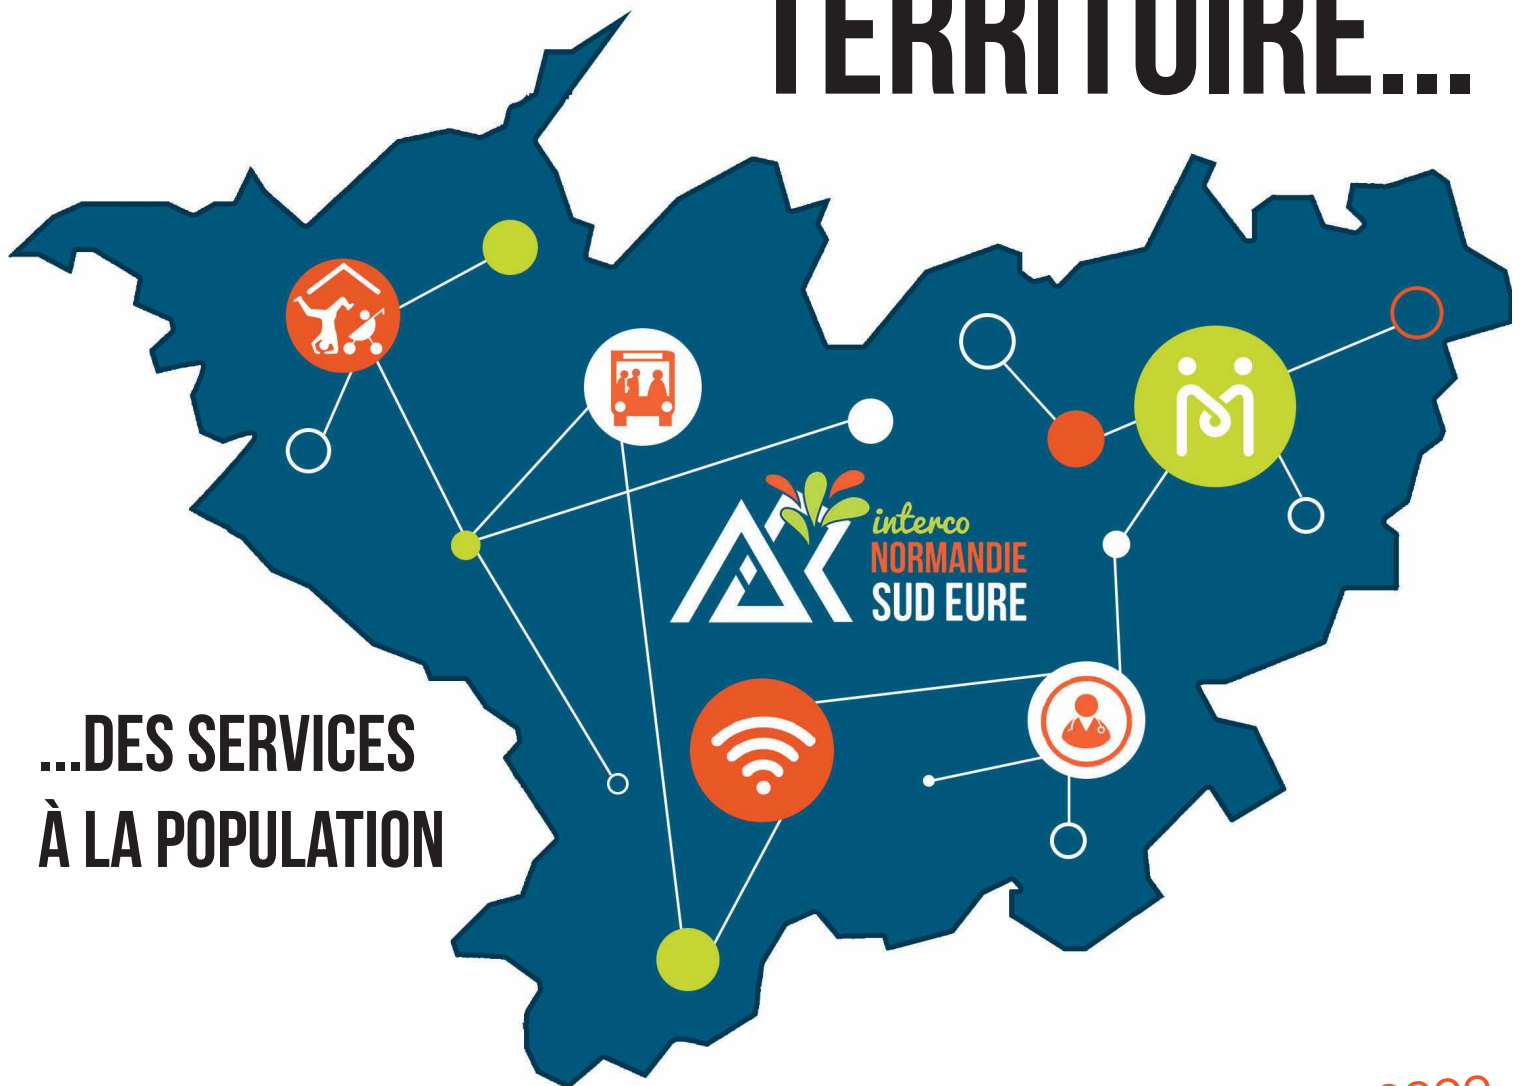 TERRITOIRE...
interco
NORMANDIE
SUD EURE
...DES SERVICES
À LA POPULATION